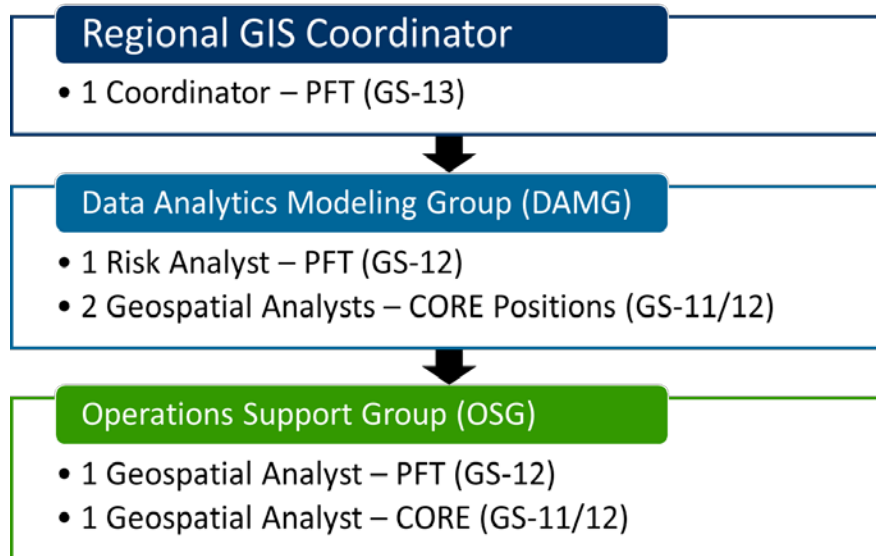 Regional GIS Coordinator
• 1 Coordinator – PFT (GS-13)
Data Analytics Modeling Group (DAMG)
• 1 Risk Analyst – PFT (GS-12)
• 2 Geospatial Analysts – CORE Positions (GS-11/12)
Operations Support Group (OSG)
• 1 Geospatial Analyst – PFT (GS-12)
• 1 Geospatial Analyst – CORE (GS-11/12)